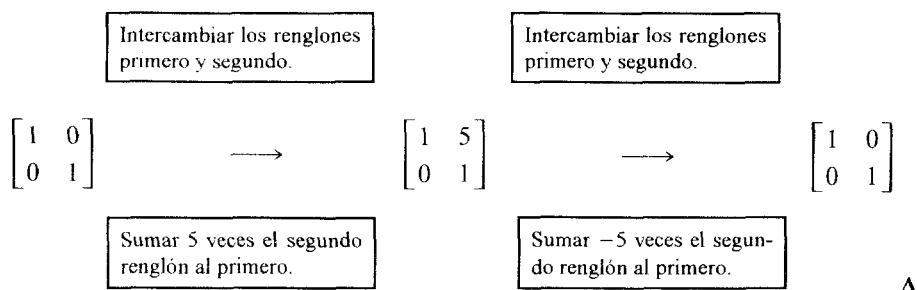 Intercambiar los renglones
primero y segundo.
Intercambiar los renglones
primero y segundo.
1 0
0 1
⟶
1 5
0 1
⟶
1 0
0 1
Sumar 5 veces el segundo
renglón al primero.
Sumar −5 veces el segun-
do renglón al primero.